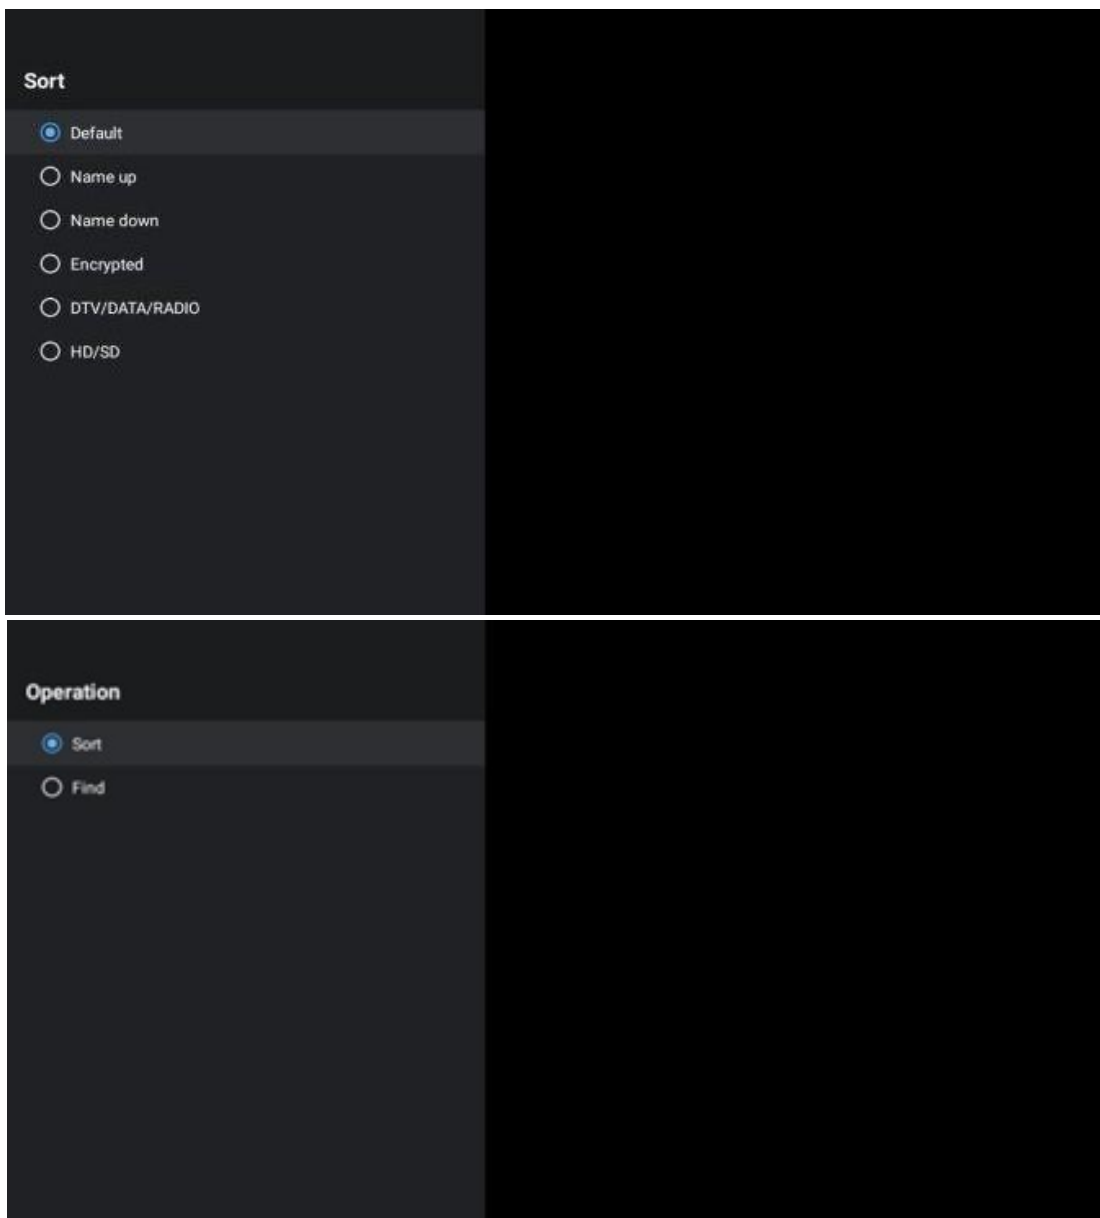 Sort
Default
Name up
Name down
Encrypted
DTV/DATA/RADIO
HD/SD
Operation
Sort
Find